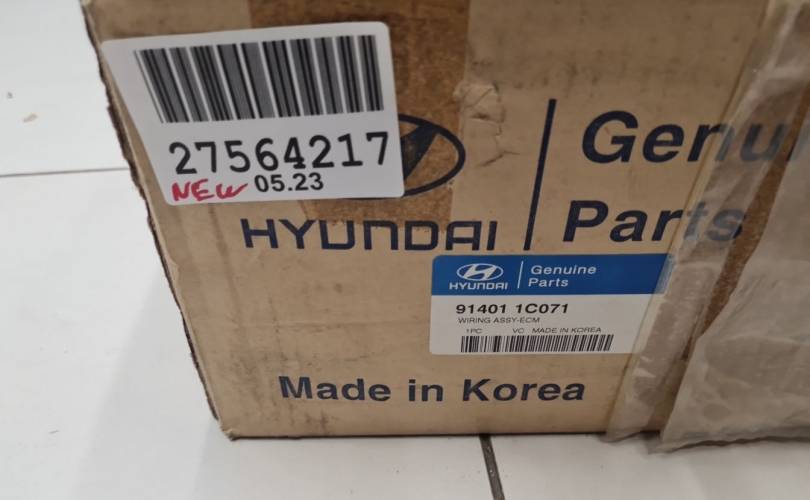 27564217
NEW 05.23
HYUNDAI
Genu
Parts
HYUNDAI
Genuine
Parts
91401 1C071
WIRING ASSY-ECM
1PC VC MADE IN KOREA
Made in Korea